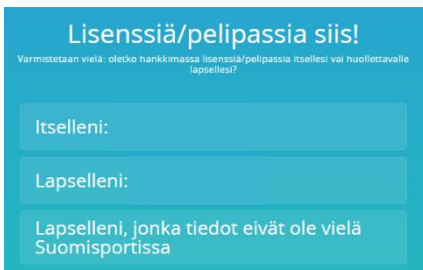 Lisenssiä/pelipassia siis!
Varmistetaan vielä: oletko hankkimassa lisenssiä/pelipassia itsellesi vai huollettavalle
lapsellesi?
Itselleni:
Lapselleni:
Lapselleni, jonka tiedot eivät ole vielä
Suomisportissa